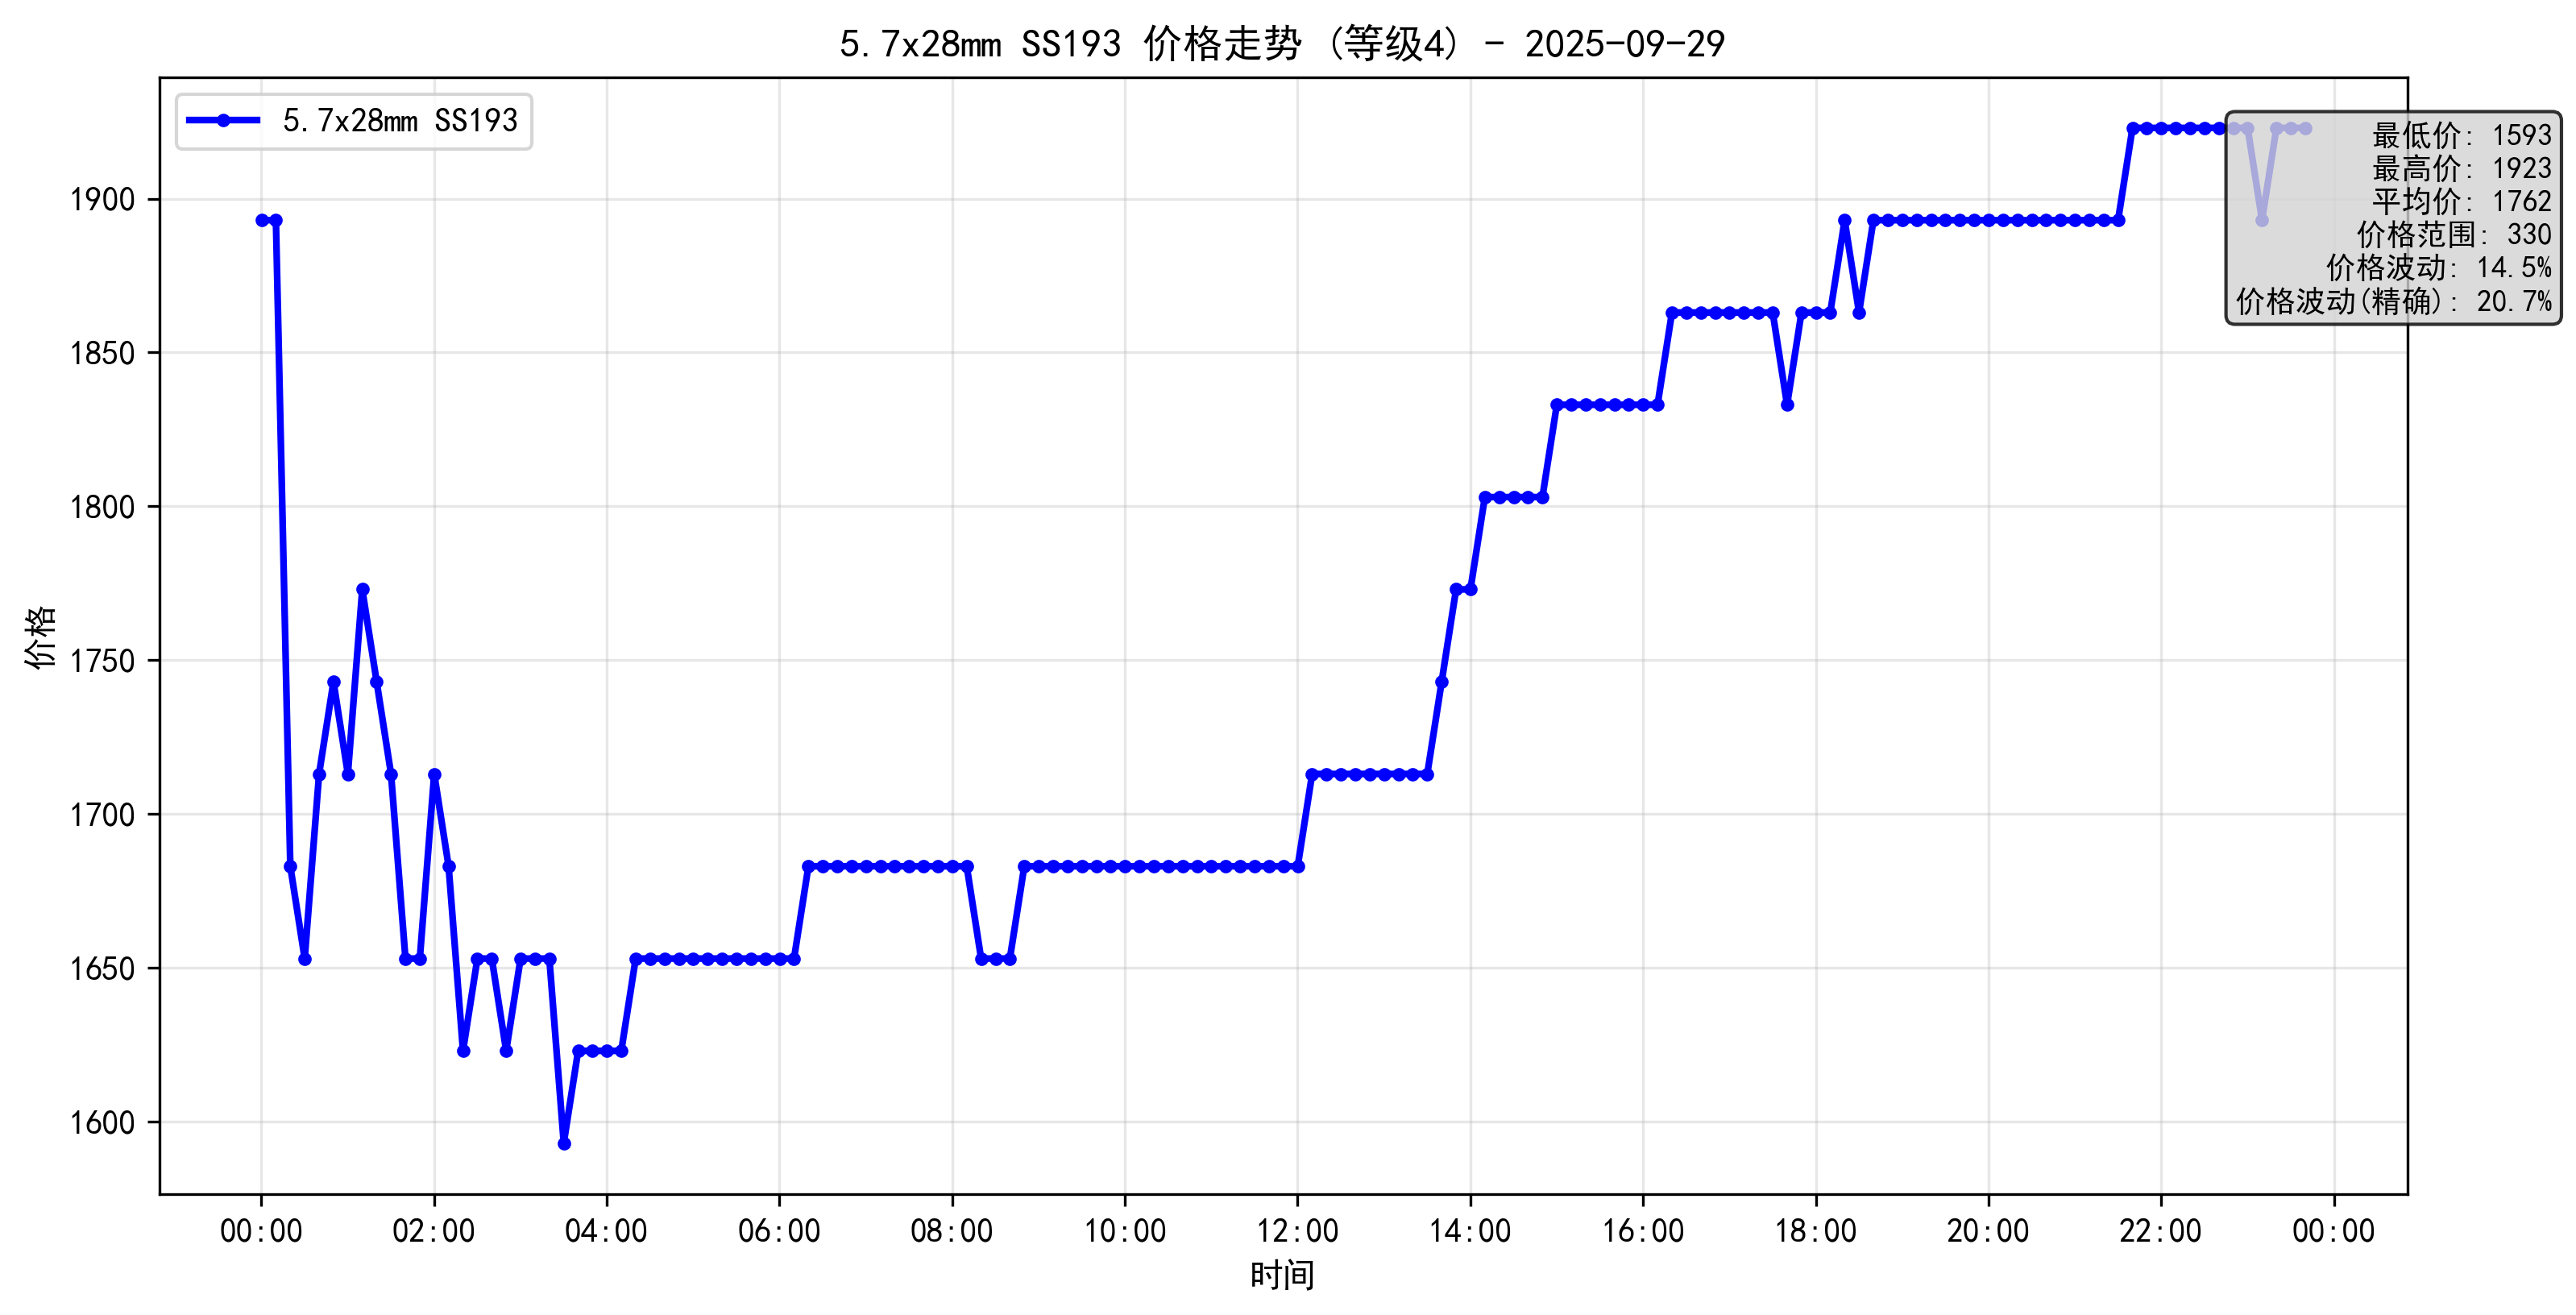 5.7x28mm SS193 价格走势 (等级4) - 2025-09-29
5.7x28mm SS193
最低价: 1593
最高价: 1923
平均价: 1762
价格范围: 330
价格波动: 14.5%
价格波动(精确): 20.7%
1900
1850
1800
1750
1700
1650
1600
价格
00:00 02:00 04:00 06:00 08:00 10:00 12:00 14:00 16:00 18:00 20:00 22:00 00:00
时间